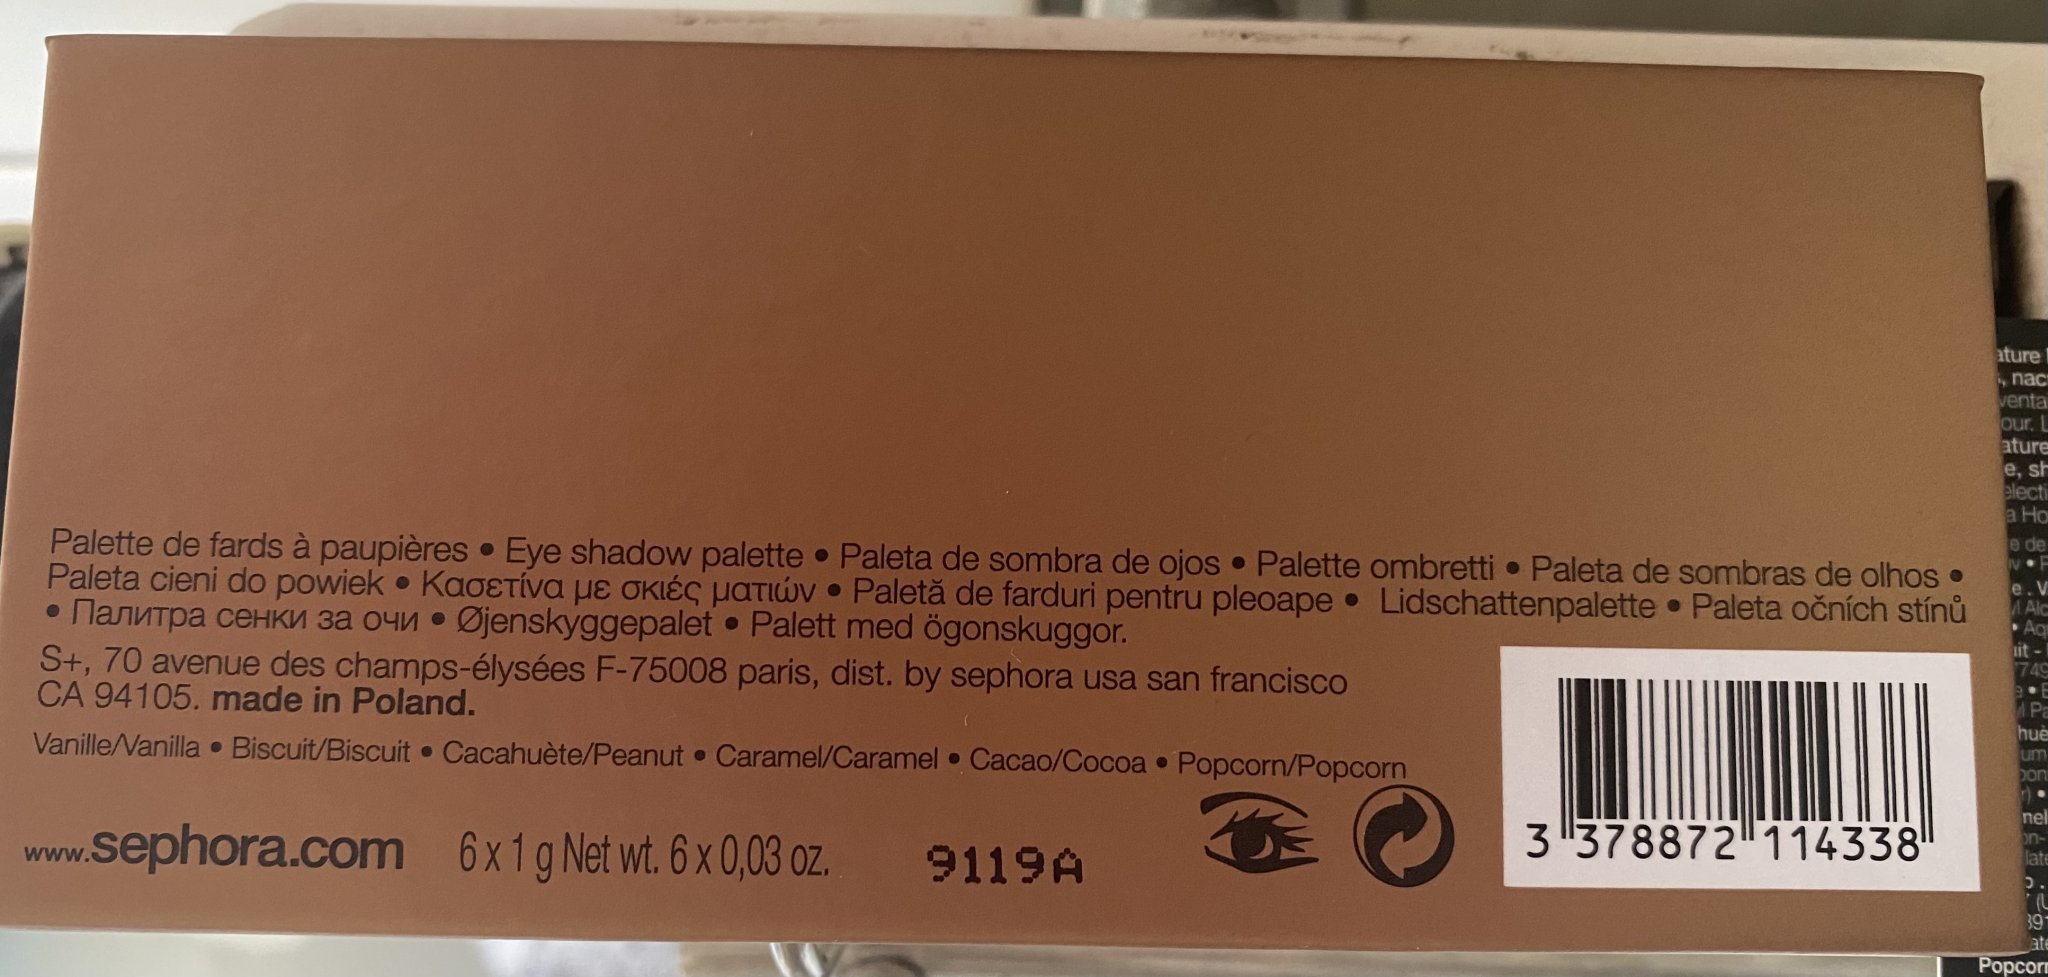 Palette de fards à paupières • Eye shadow palette • Paleta de sombra de ojos • Palette ombretti • Paleta de sombras de olhos •
Paleta cieni do powiek • Κασετίνα με σκιές ματιών • Paletă de farduri pentru pleoape • Lidschattenpalette • Paleta očních stínů
• Палитра сенки за очи • Øjenskyggepalet • Palett med ögonskuggor.
S+, 70 avenue des champs-élysées F-75008 paris, dist. by sephora usa san francisco
CA 94105. made in Poland.
Vanille/Vanilla • Biscuit/Biscuit • Cacahuète/Peanut • Caramel/Caramel • Cacao/Cocoa • Popcorn/Popcorn
www.sephora.com 6 x 1 g Net wt. 6 x 0,03 oz. 9119A
3 378872 114338
Popcorn